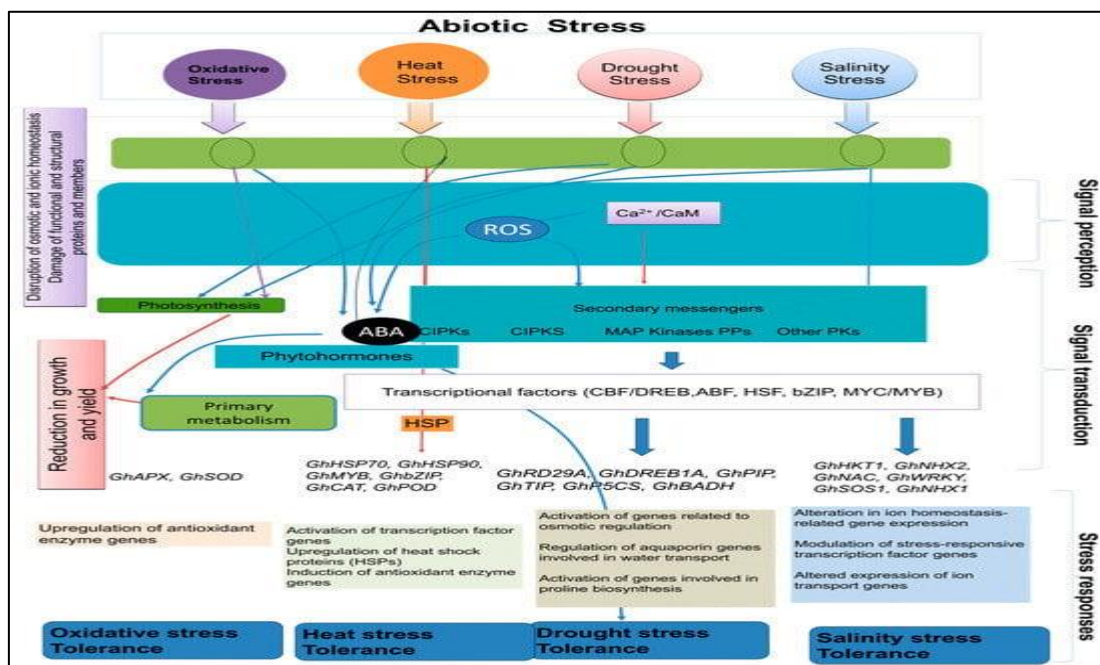 Abiotic Stress
Oxidative
Stress
Heat
Stress
Drought
Stress
Salinity
Stress
Disruption of osmotic and ionic homeostasis
Damage of functional and structural
proteins and members
Signal perception
Ca²⁺/CaM
ROS
Photosynthesis
Secondary messengers
ABA
CIPKs CIPKS MAP Kinases PPs Other PKs
Phytohormones
Signal transduction
Transcriptional factors (CBF/DREB,ABF, HSF, bZIP, MYC/MYB)
Reduction in growth
and yield
Primary
metabolism
HSP
GhAPX, GhSOD
GhHSP70, GhHSP90,
GhMYB, GhbZIP,
GhCAT, GhPOD
GhRD29A, GhDREB1A, GhPIP,
GhTIP, GhP5CS, GhBADH
GhHKT1, GhNHX2,
GhNAC, GhWRKY,
GhSOS1, GhNHX1
Stress responses
Upregulation of antioxidant
enzyme genes
Activation of transcription factor
genes
Upregulation of heat shock
proteins (HSPs)
Induction of antioxidant enzyme
genes
Activation of genes related to
osmotic regulation
Regulation of aquaporin genes
involved in water transport
Activation of genes involved in
proline biosynthesis
Alteration in ion homeostasis-
related gene expression
Modulation of stress-responsive
transcription factor genes
Altered expression of ion
transport genes
Oxidative stress
Tolerance
Heat stress
Tolerance
Drought stress
Tolerance
Salinity stress
Tolerance